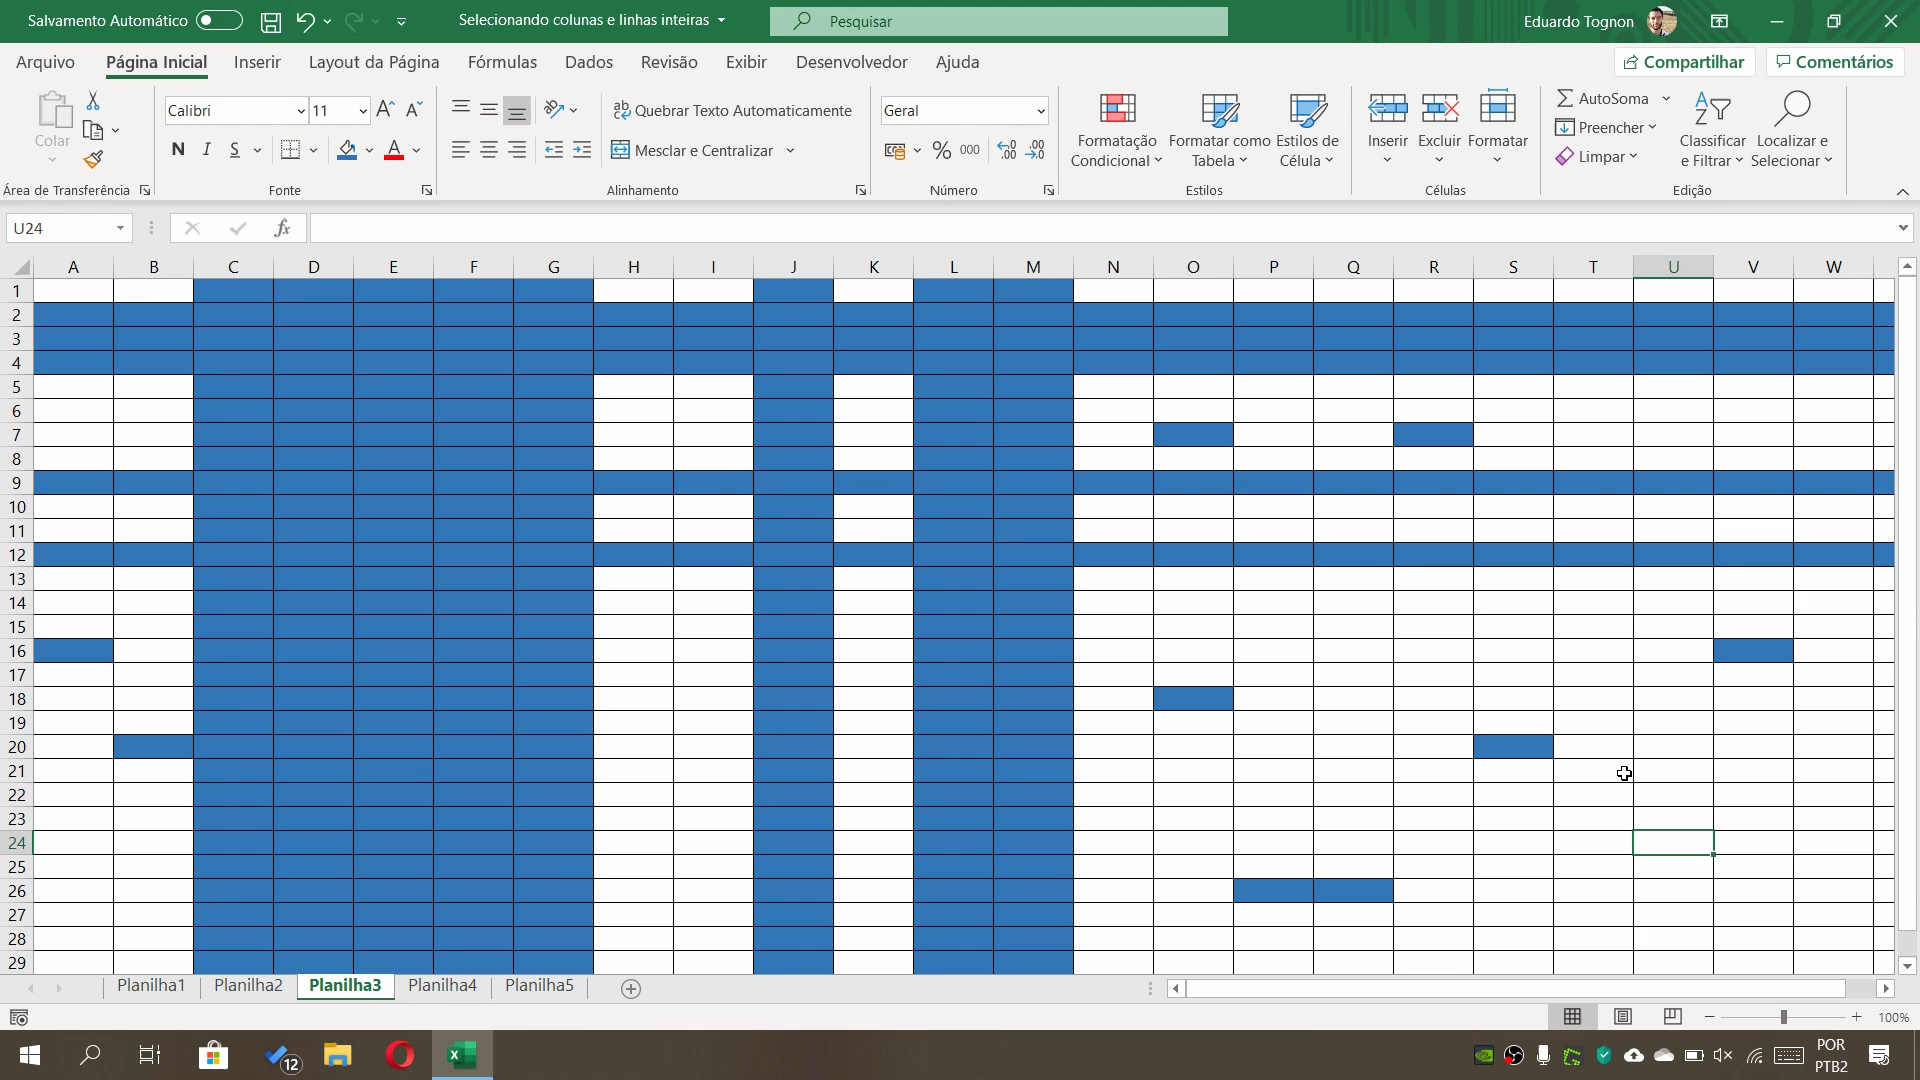 Salvamento Automático
Selecionando colunas e linhas inteiras
Pesquisar
Eduardo Tognon
Arquivo Página Inicial Inserir Layout da Página Fórmulas Dados Revisão Exibir Desenvolvedor Ajuda
Compartilhar Comentários
Colar
Calibri 11
Quebrar Texto Automaticamente
Geral
N I S
Mesclar e Centralizar
% 000
Formatação Condicional
Formatar como Tabela
Estilos de Célula
Inserir Excluir Formatar
AutoSoma
Preencher
Limpar
Classificar e Filtrar
Localizar e Selecionar
Área de Transferência Fonte Alinhamento Número Estilos Células Edição
U24
fx
A B C D E F G H I J K L M N O P Q R S T U V W
1
2
3
4
5
6
7
8
9
10
11
12
13
14
15
16
17
18
19
20
21
22
23
24
25
26
27
28
29
Planilha1 Planilha2 Planilha3 Planilha4 Planilha5
100%
12
POR
PTB2